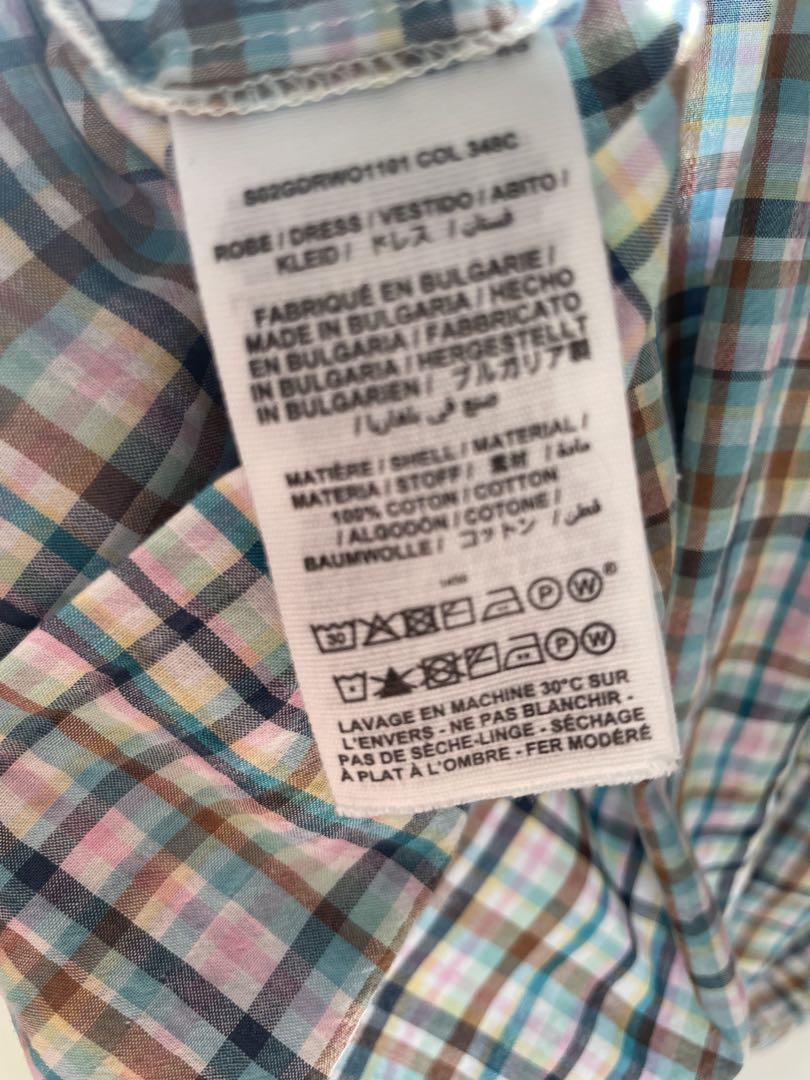 S02GDRWO1101 COL 348C
ROBE / DRESS / VESTIDO / ABITO /
KLEID / ドレス / فستان
FABRIQUÉ EN BULGARIE /
MADE IN BULGARIA / HECHO
EN BULGARIA / FABBRICATO
IN BULGARIA / HERGESTELLT
IN BULGARIEN / ブルガリア製
/ صنع في بلغاريا
MATIÈRE / SHELL / MATERIAL /
MATERIA / STOFF / 素材 / مادة
100% COTON / COTTON
/ ALGODÓN / COTONE /
BAUMWOLLE / コットン / قطن
30 P W®
P W
LAVAGE EN MACHINE 30°C SUR
L'ENVERS - NE PAS BLANCHIR -
PAS DE SÈCHE-LINGE - SÉCHAGE
À PLAT À L'OMBRE - FER MODÉRÉ